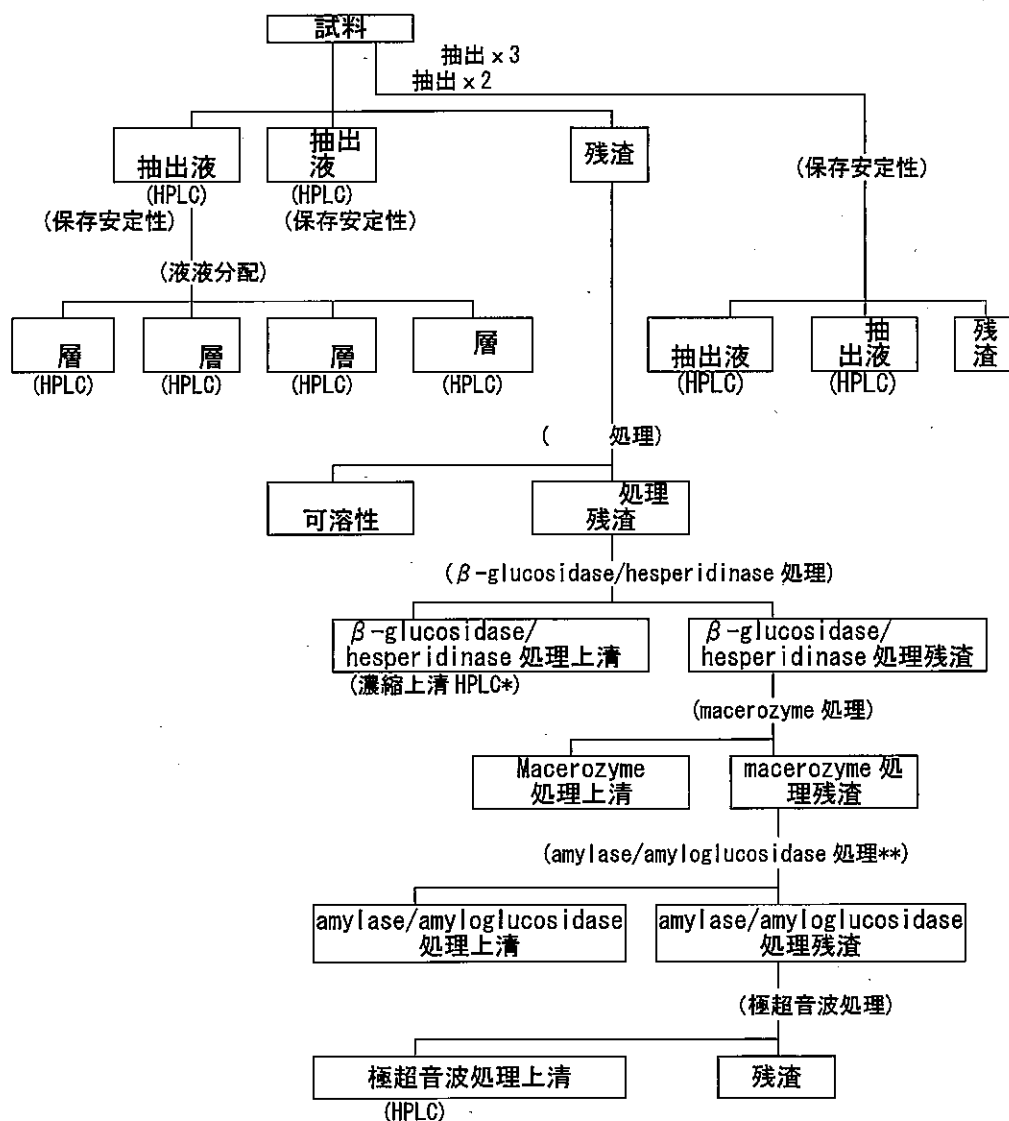 試料
抽出 x 3
抽出 x 2
抽出液
(HPLC)
(保存安定性)
抽出
液
(HPLC)
(保存安定性)
残渣
(保存安定性)
(液液分配)
層
(HPLC)
層
(HPLC)
層
(HPLC)
層
(HPLC)
抽出液
(HPLC)
抽
出液
(HPLC)
残
渣
( 処理)
可溶性
処理
残渣
(β-glucosidase/hesperidinase 処理)
β-glucosidase/
hesperidinase 処理上清
(濃縮上清 HPLC*)
β-glucosidase/
hesperidinase 処理残渣
(macerozyme 処理)
Macerozyme
処理上清
macerozyme 処
理残渣
(amylase/amyloglucosidase 処理**)
amylase/amyloglucosidase
処理上清
amylase/amyloglucosidase
処理残渣
(極超音波処理)
極超音波処理上清
(HPLC)
残渣